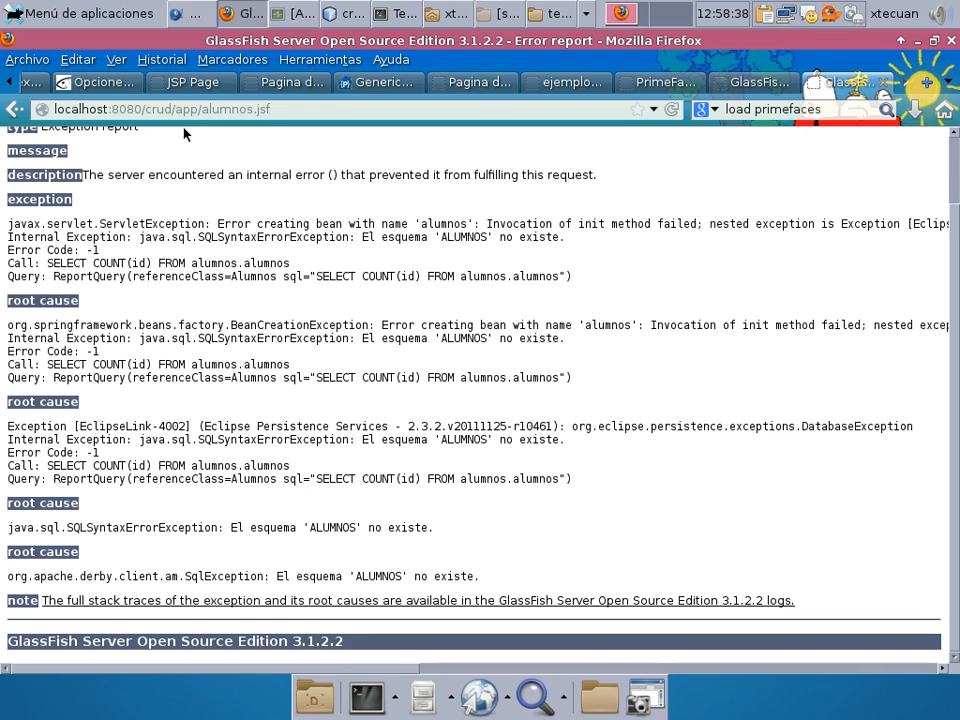 Menú de aplicaciones
...
Gl...
[A...
cr...
Te...
xt...
[s...
te...
12:58:38
xtecuan
GlassFish Server Open Source Edition 3.1.2.2 - Error report - Mozilla Firefox
Archivo Editar Ver Historial Marcadores Herramientas Ayuda
x...
Opcione...
JSP Page
Pagina d...
Generic...
Pagina d...
ejemplo...
PrimeFa...
GlassFis...
localhost:8080/crud/app/alumnos.jsf
load primefaces
type Exception report
message
descriptionThe server encountered an internal error () that prevented it from fulfilling this request.
exception
javax.servlet.ServletException: Error creating bean with name 'alumnos': Invocation of init method failed; nested exception is Exception [Eclips
Internal Exception: java.sql.SQLSyntaxErrorException: El esquema 'ALUMNOS' no existe.
Error Code: -1
Call: SELECT COUNT(id) FROM alumnos.alumnos
Query: ReportQuery(referenceClass=Alumnos sql="SELECT COUNT(id) FROM alumnos.alumnos")
root cause
org.springframework.beans.factory.BeanCreationException: Error creating bean with name 'alumnos': Invocation of init method failed; nested excep
Internal Exception: java.sql.SQLSyntaxErrorException: El esquema 'ALUMNOS' no existe.
Error Code: -1
Call: SELECT COUNT(id) FROM alumnos.alumnos
Query: ReportQuery(referenceClass=Alumnos sql="SELECT COUNT(id) FROM alumnos.alumnos")
root cause
Exception [EclipseLink-4002] (Eclipse Persistence Services - 2.3.2.v20111125-r10461): org.eclipse.persistence.exceptions.DatabaseException
Internal Exception: java.sql.SQLSyntaxErrorException: El esquema 'ALUMNOS' no existe.
Error Code: -1
Call: SELECT COUNT(id) FROM alumnos.alumnos
Query: ReportQuery(referenceClass=Alumnos sql="SELECT COUNT(id) FROM alumnos.alumnos")
root cause
java.sql.SQLSyntaxErrorException: El esquema 'ALUMNOS' no existe.
root cause
org.apache.derby.client.am.SqlException: El esquema 'ALUMNOS' no existe.
note The full stack traces of the exception and its root causes are available in the GlassFish Server Open Source Edition 3.1.2.2 logs.
GlassFish Server Open Source Edition 3.1.2.2